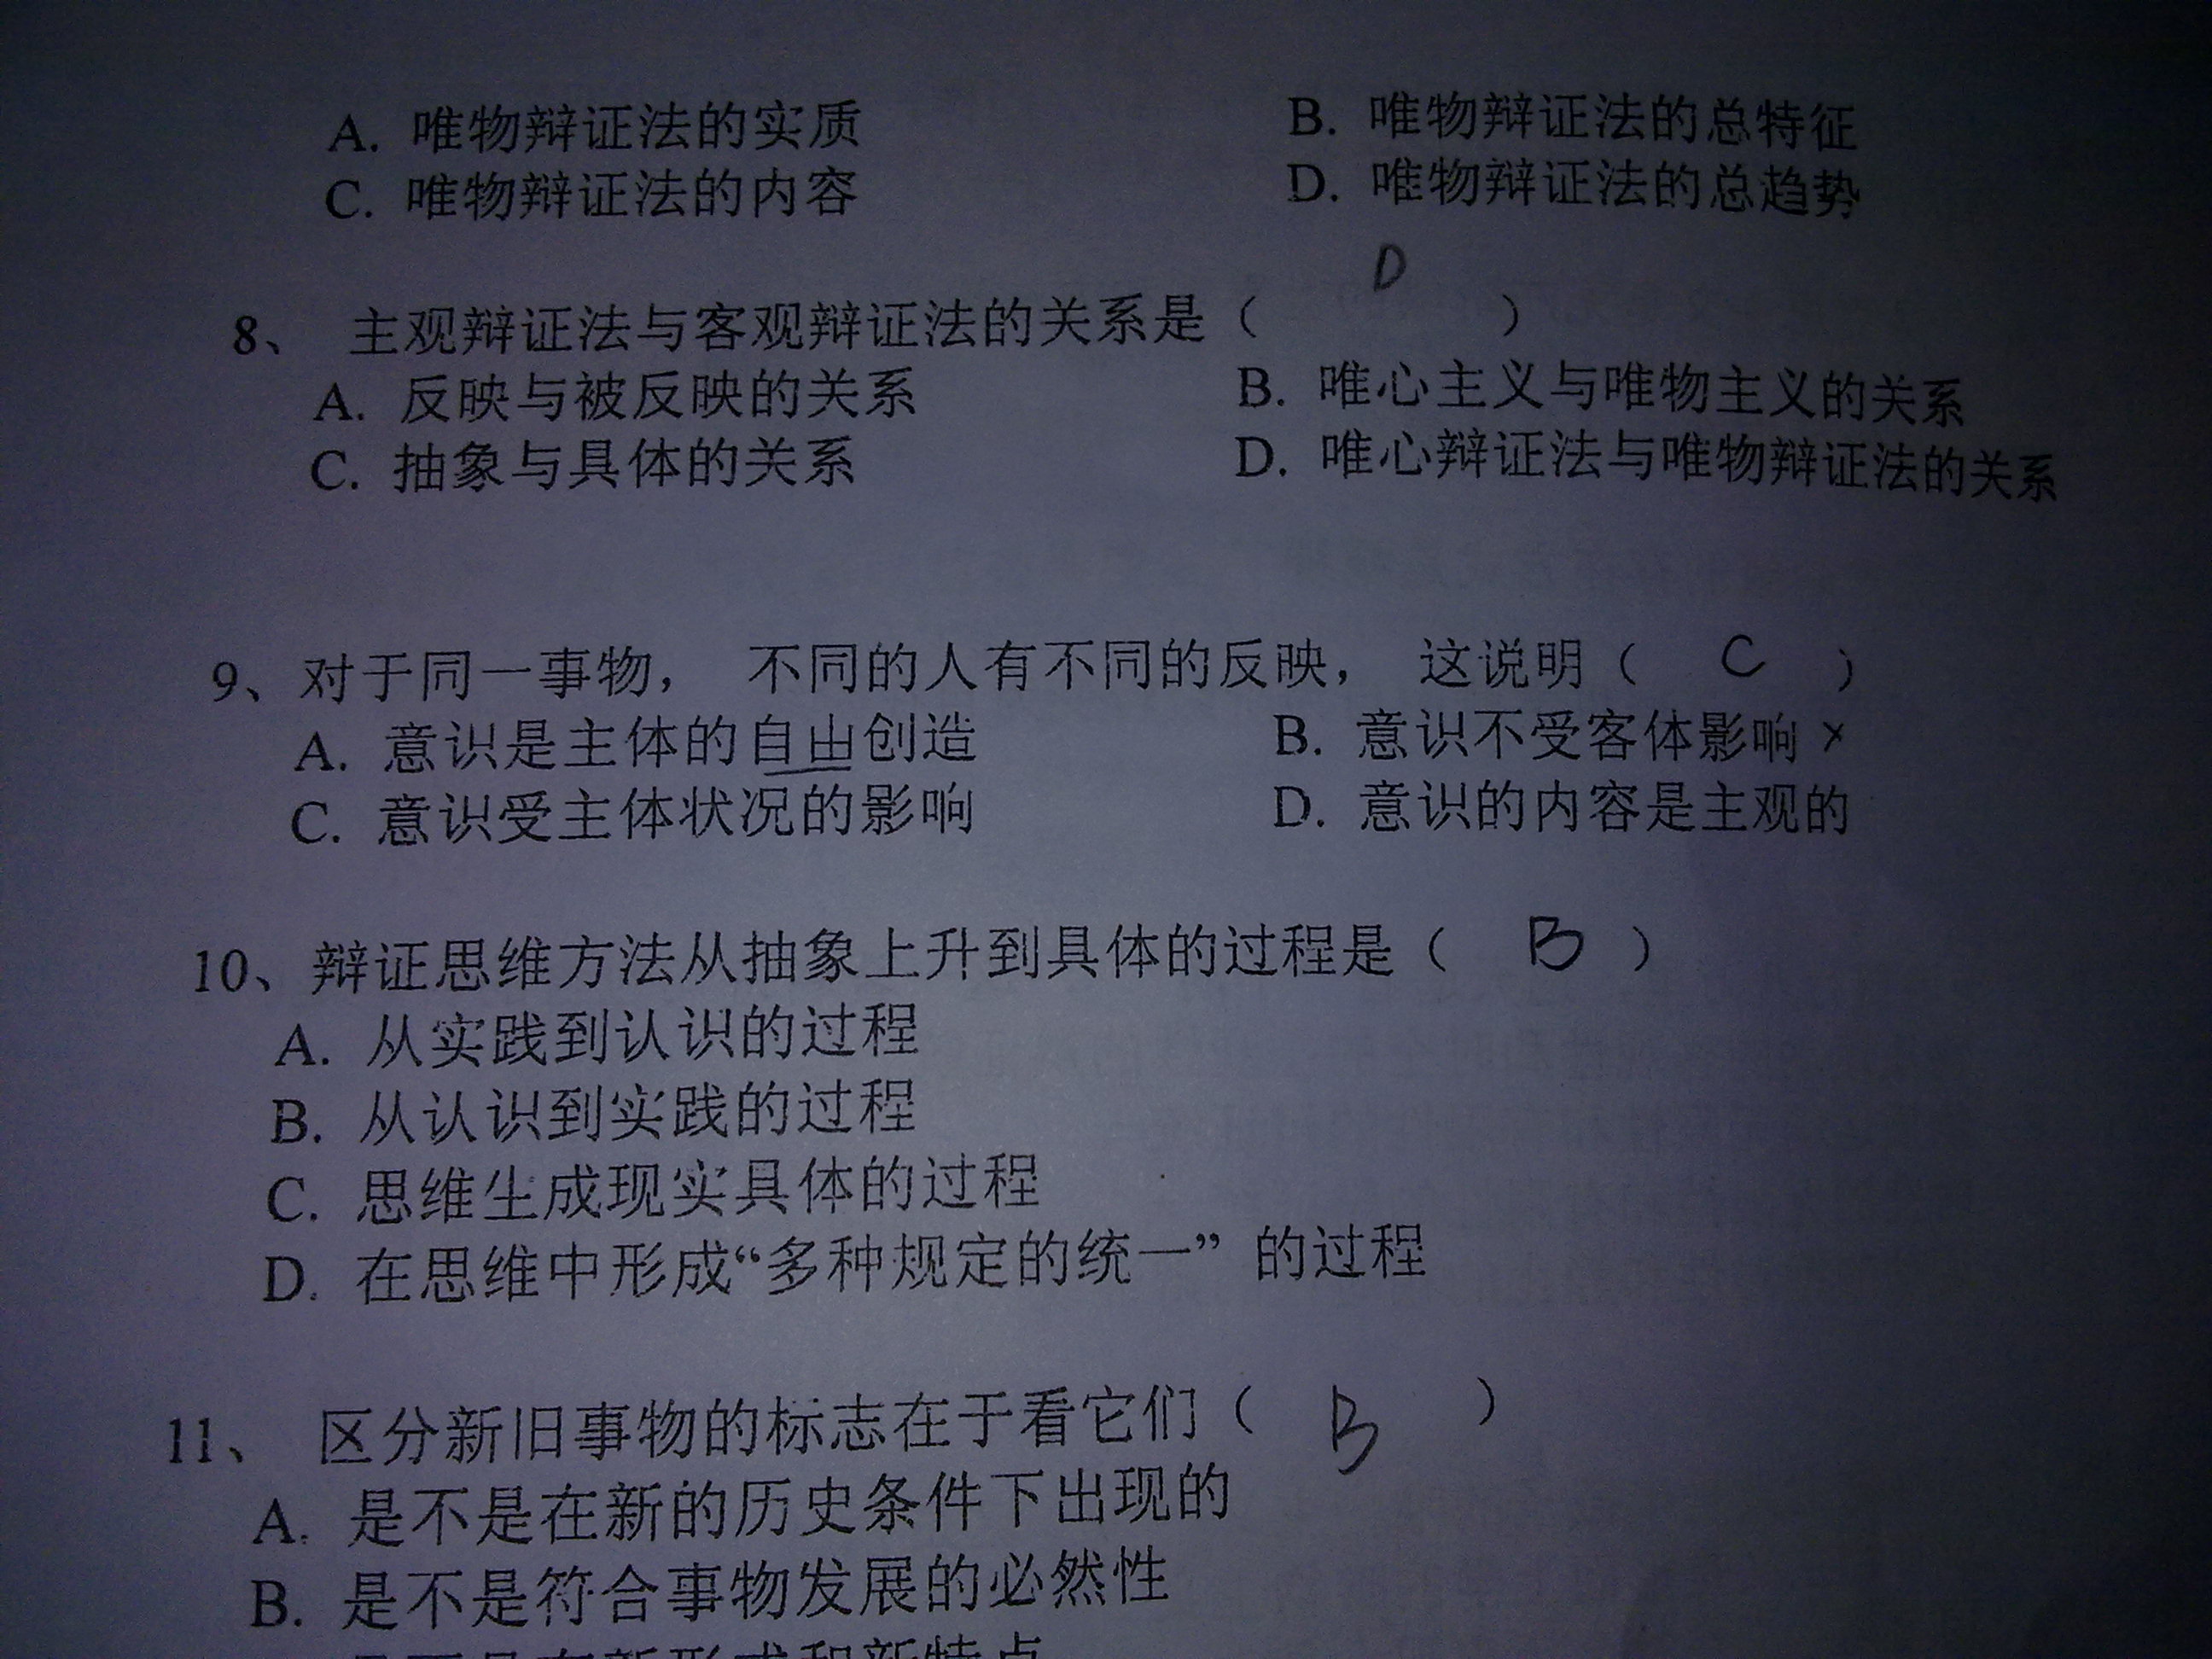 A. 唯物辩证法的实质 B. 唯物辩证法的总特征
C. 唯物辩证法的内容 D. 唯物辩证法的总趋势
8、 主观辩证法与客观辩证法的关系是（ D ）
A. 反映与被反映的关系 B. 唯心主义与唯物主义的关系
C. 抽象与具体的关系 D. 唯心辩证法与唯物辩证法的关系
9、对于同一事物， 不同的人有不同的反映， 这说明（ C ）
A. 意识是主体的自由创造 B. 意识不受客体影响 ×
C. 意识受主体状况的影响 D. 意识的内容是主观的
10、辩证思维方法从抽象上升到具体的过程是（ B ）
A. 从实践到认识的过程
B. 从认识到实践的过程
C. 思维生成现实具体的过程
D. 在思维中形成“多种规定的统一” 的过程
11、 区分新旧事物的标志在于看它们（ B ）
A. 是不是在新的历史条件下出现的
B. 是不是符合事物发展的必然性